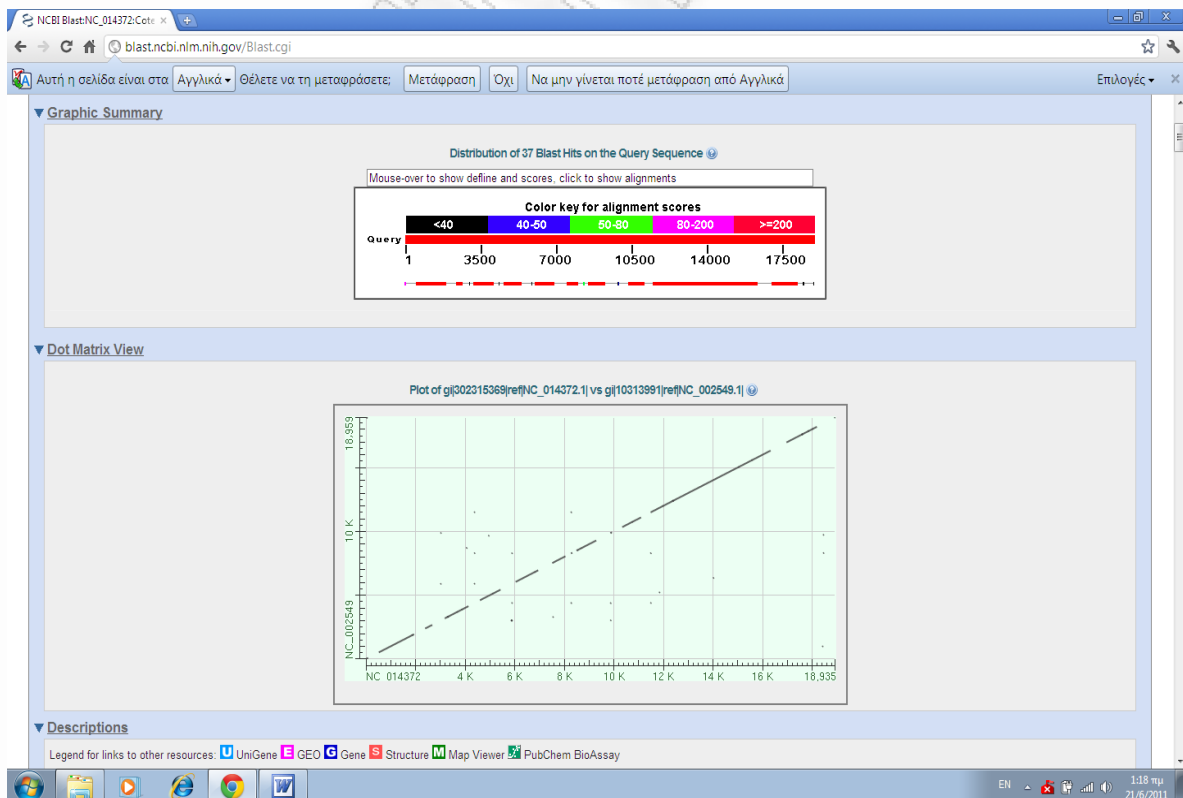 NCBI Blast:NC_014372:Cote
blast.ncbi.nlm.nih.gov/Blast.cgi
Αυτή η σελίδα είναι στα Αγγλικά Θέλετε να τη μεταφράσετε; Μετάφραση Όχι Να μην γίνεται ποτέ μετάφραση από Αγγλικά Επιλογές
Graphic Summary
Distribution of 37 Blast Hits on the Query Sequence
Mouse-over to show defline and scores, click to show alignments
Color key for alignment scores
<40 40-50 50-80 80-200 >=200
Query
1 3500 7000 10500 14000 17500
Dot Matrix View
Plot of gi|302315369|ref|NC_014372.1| vs gi|10313991|ref|NC_002549.1|
18,959
10 K
NC_002549
NC 014372 4 K 6 K 8 K 10 K 12 K 14 K 16 K 18,935
Descriptions
Legend for links to other resources: U UniGene E GEO G Gene S Structure M Map Viewer PubChem BioAssay
EN 1:18 πμ
21/6/2011